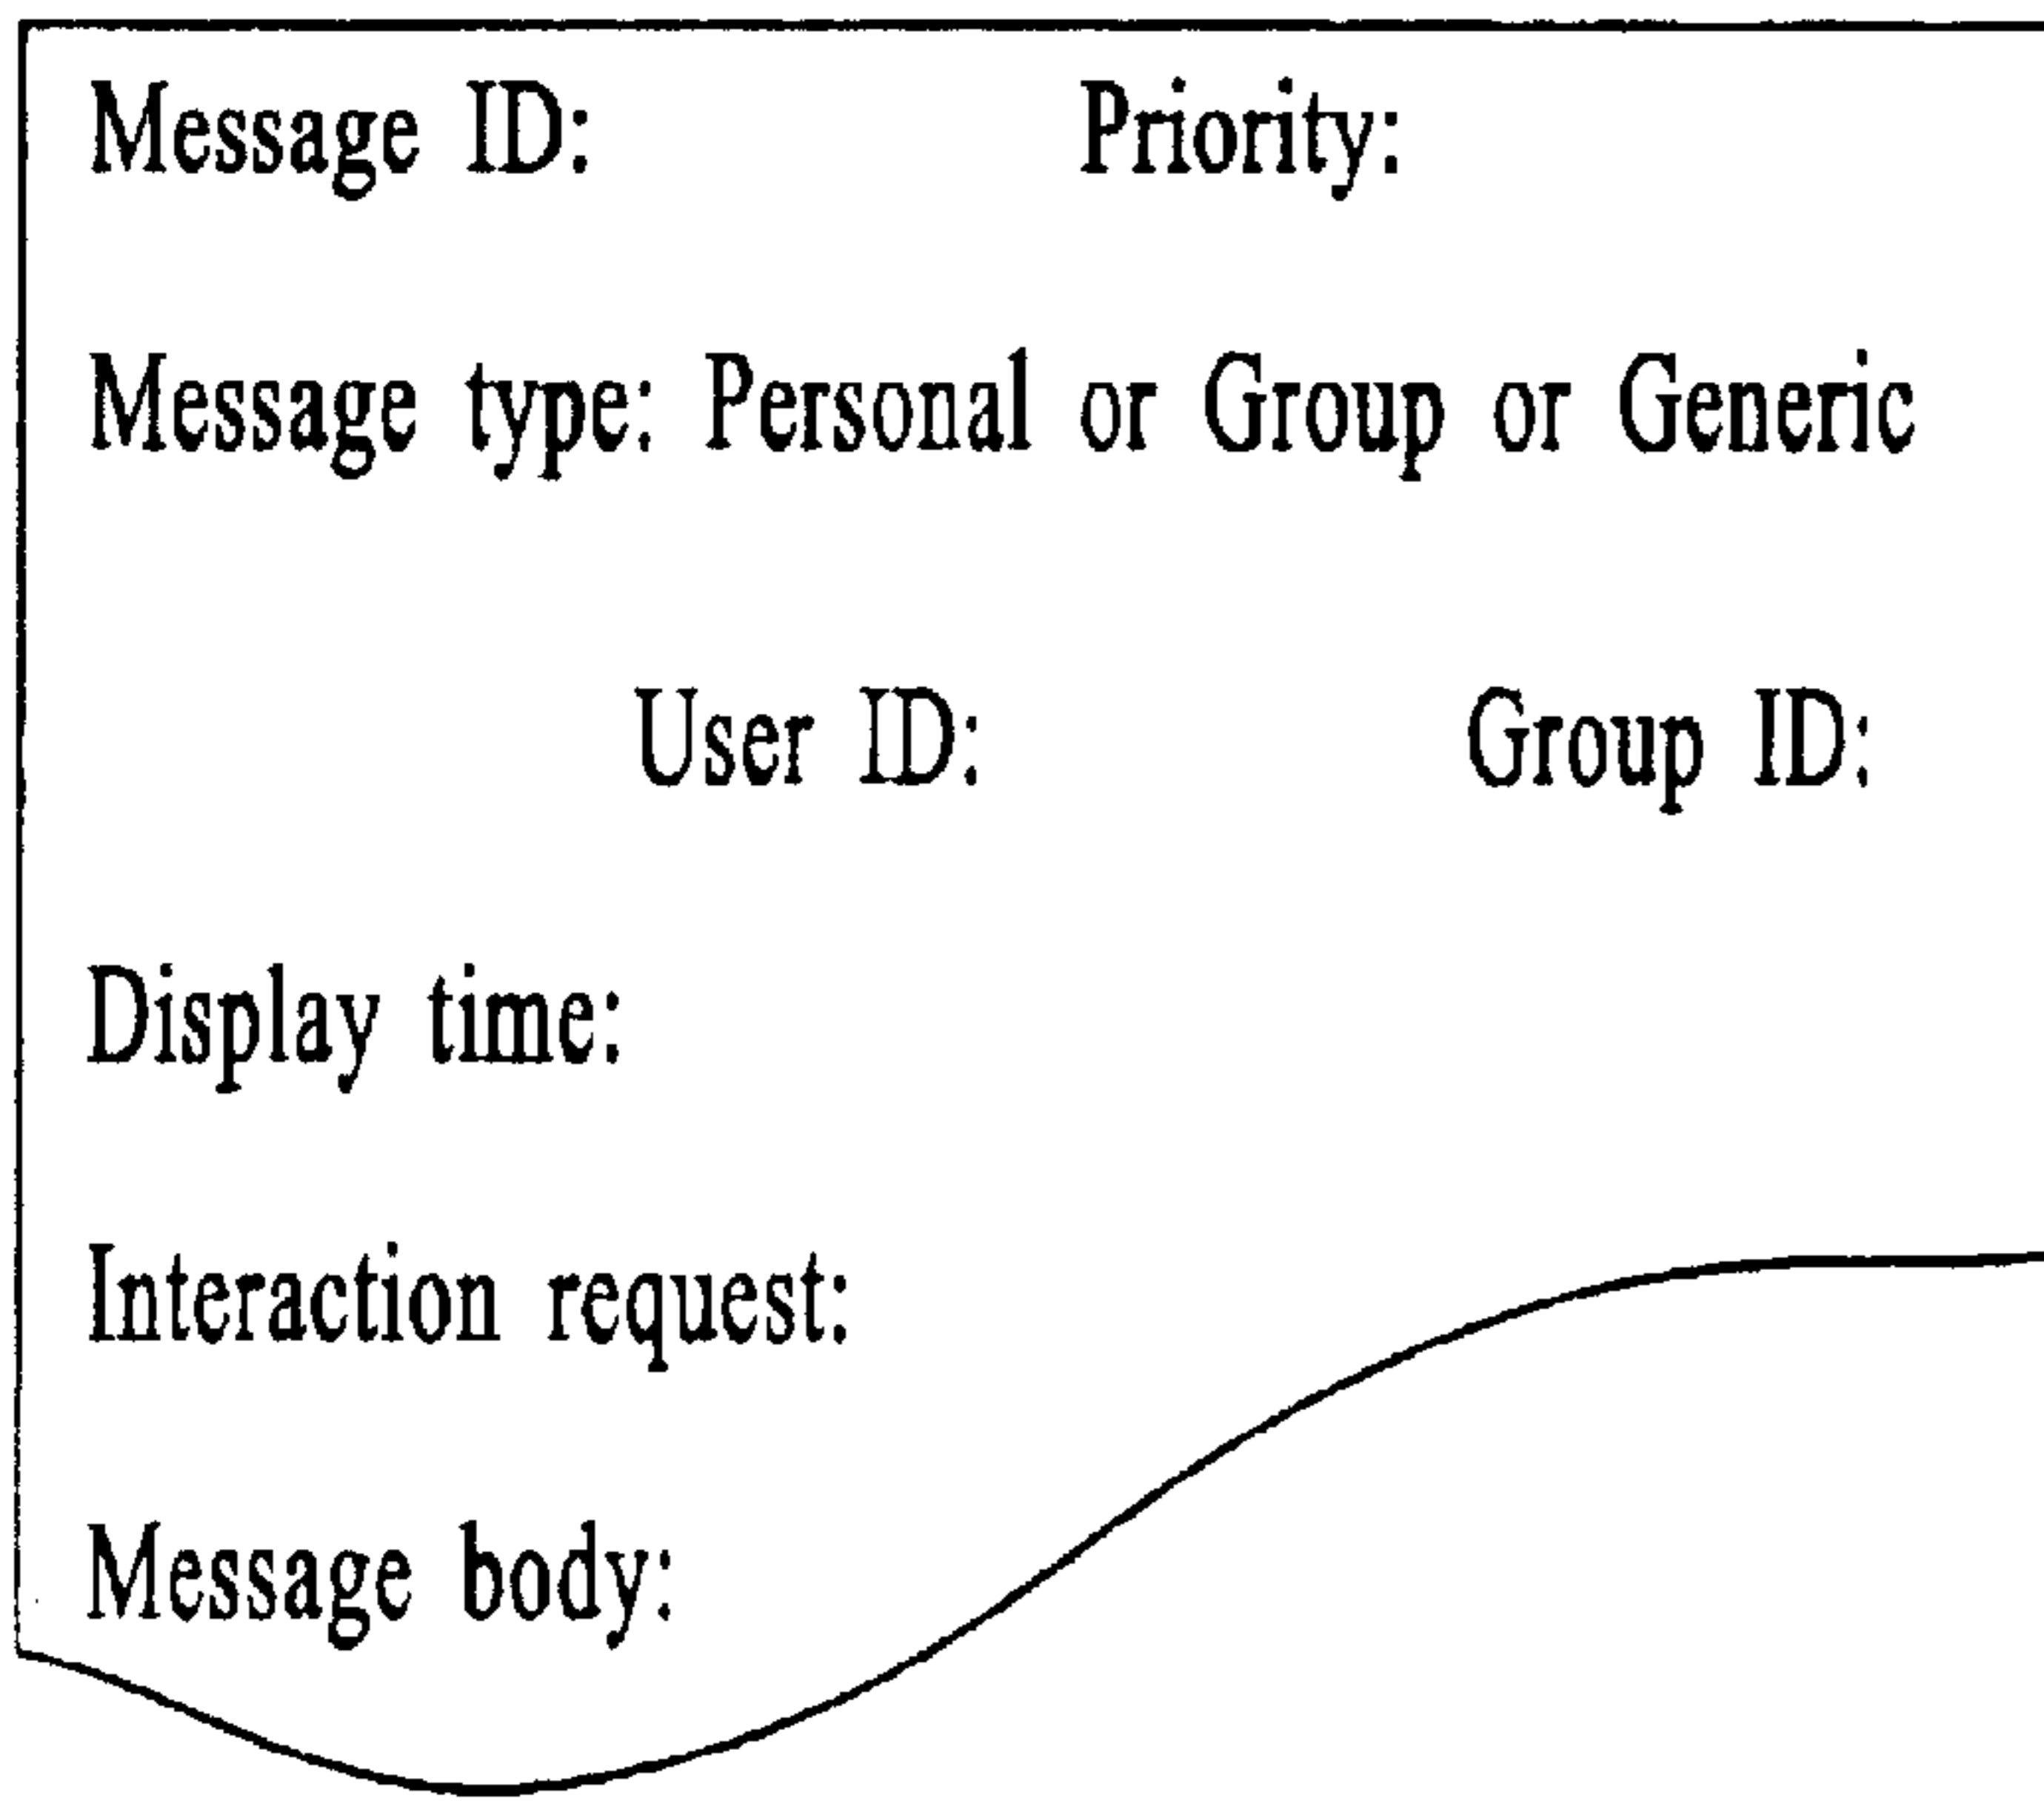 Message ID: Priority:
Message type: Personal or Group or Generic
User ID: Group ID:
Display time:
Interaction request:
Message body: